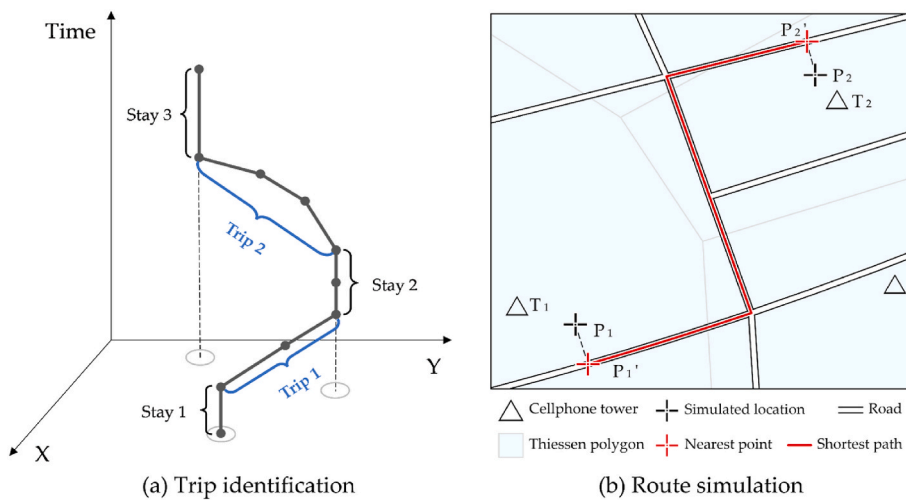 Time
Stay 3
Trip 2
Stay 2
Trip 1
Stay 1
X
Y
(a) Trip identification
P₂'
P₂
T₂
T₁
P₁
P₁'
Cellphone tower
Simulated location
Road
Thiessen polygon
Nearest point
Shortest path
(b) Route simulation